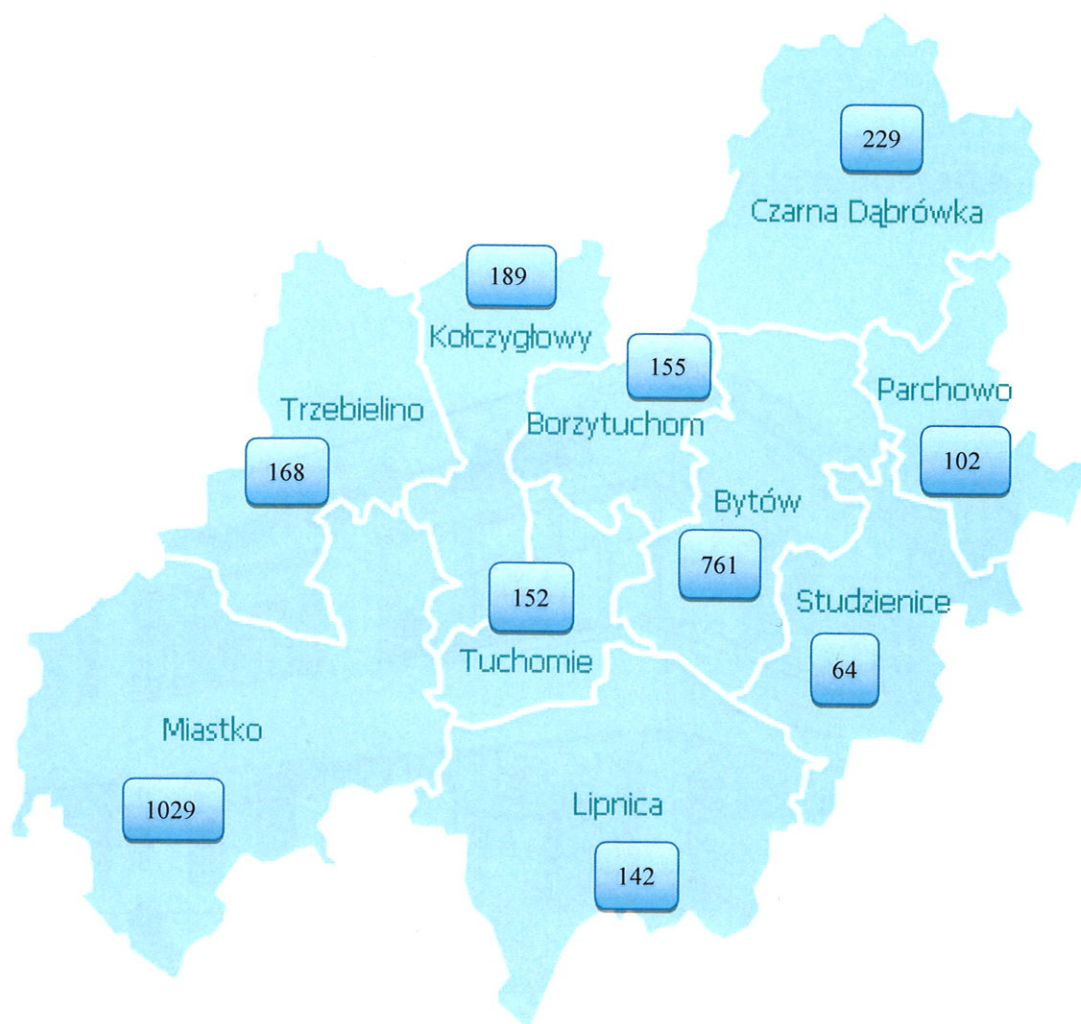 229
Czarna Dąbrówka
189
Kołczygłowy
155
Borzytuchom
Parchowo
102
Trzebielino
168
Bytów
761
152
Tuchomie
Studzienice
64
Miastko
1029
Lipnica
142